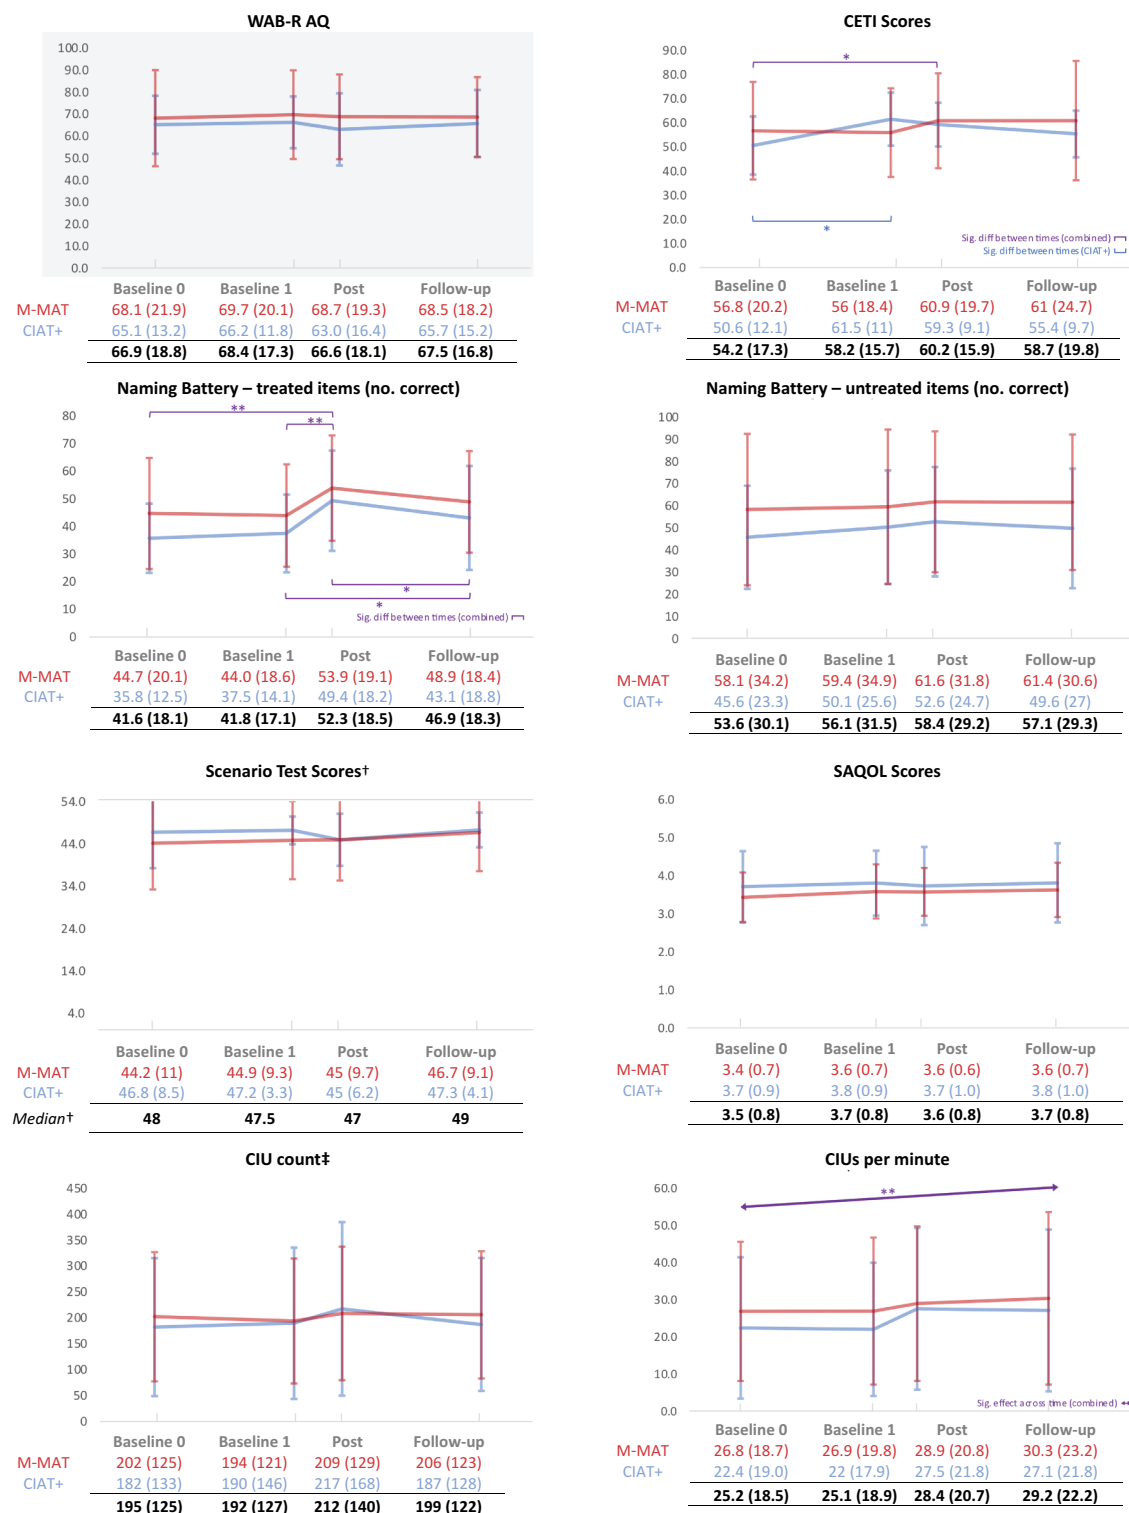 WAB-R AQ
100.0
90.0
80.0
70.0
60.0
50.0
40.0
30.0
20.0
10.0
0.0
Baseline 0 Baseline 1 Post Follow-up
M-MAT 68.1 (21.9) 69.7 (20.1) 68.7 (19.3) 68.5 (18.2)
CIAT+ 65.1 (13.2) 66.2 (11.8) 63.0 (16.4) 65.7 (15.2)
66.9 (18.8) 68.4 (17.3) 66.6 (18.1) 67.5 (16.8)
CETI Scores
90.0
80.0
70.0
60.0
50.0
40.0
30.0
20.0
10.0
0.0
*
*
Sig. diff between times (combined)
Sig. diff between times (CIAT+)
Baseline 0 Baseline 1 Post Follow-up
M-MAT 56.8 (20.2) 56 (18.4) 60.9 (19.7) 61 (24.7)
CIAT+ 50.6 (12.1) 61.5 (11) 59.3 (9.1) 55.4 (9.7)
54.2 (17.3) 58.2 (15.7) 60.2 (15.9) 58.7 (19.8)
Naming Battery – treated items (no. correct)
80
70
60
50
40
30
20
10
0
**
**
*
*
Sig. diff between times (combined)
Baseline 0 Baseline 1 Post Follow-up
M-MAT 44.7 (20.1) 44.0 (18.6) 53.9 (19.1) 48.9 (18.4)
CIAT+ 35.8 (12.5) 37.5 (14.1) 49.4 (18.2) 43.1 (18.8)
41.6 (18.1) 41.8 (17.1) 52.3 (18.5) 46.9 (18.3)
Naming Battery – untreated items (no. correct)
100
90
80
70
60
50
40
30
20
10
0
Baseline 0 Baseline 1 Post Follow-up
M-MAT 58.1 (34.2) 59.4 (34.9) 61.6 (31.8) 61.4 (30.6)
CIAT+ 45.6 (23.3) 50.1 (25.6) 52.6 (24.7) 49.6 (27)
53.6 (30.1) 56.1 (31.5) 58.4 (29.2) 57.1 (29.3)
Scenario Test Scores†
54.0
44.0
34.0
24.0
14.0
4.0
Baseline 0 Baseline 1 Post Follow-up
M-MAT 44.2 (11) 44.9 (9.3) 45 (9.7) 46.7 (9.1)
CIAT+ 46.8 (8.5) 47.2 (3.3) 45 (6.2) 47.3 (4.1)
Median† 48 47.5 47 49
SAQOL Scores
6.0
5.0
4.0
3.0
2.0
1.0
0.0
Baseline 0 Baseline 1 Post Follow-up
M-MAT 3.4 (0.7) 3.6 (0.7) 3.6 (0.6) 3.6 (0.7)
CIAT+ 3.7 (0.9) 3.8 (0.9) 3.7 (1.0) 3.8 (1.0)
3.5 (0.8) 3.7 (0.8) 3.6 (0.8) 3.7 (0.8)
CIU count‡
450
400
350
300
250
200
150
100
50
0
Baseline 0 Baseline 1 Post Follow-up
M-MAT 202 (125) 194 (121) 209 (129) 206 (123)
CIAT+ 182 (133) 190 (146) 217 (168) 187 (128)
195 (125) 192 (127) 212 (140) 199 (122)
CIUs per minute
60.0
50.0
40.0
30.0
20.0
10.0
0.0
**
Sig. effect across time (combined)
Baseline 0 Baseline 1 Post Follow-up
M-MAT 26.8 (18.7) 26.9 (19.8) 28.9 (20.8) 30.3 (23.2)
CIAT+ 22.4 (19.0) 22 (17.9) 27.5 (21.8) 27.1 (21.8)
25.2 (18.5) 25.1 (18.9) 28.4 (20.7) 29.2 (22.2)